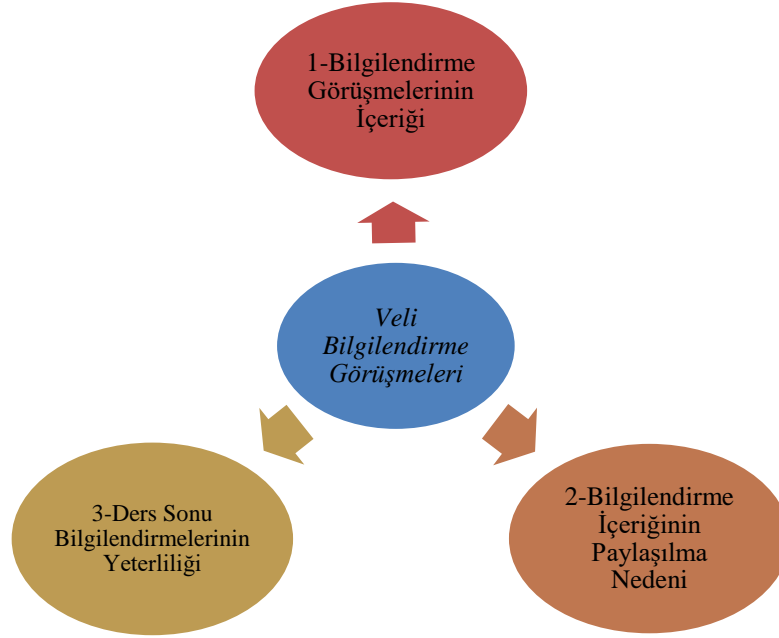 1-Bilgilendirme
Görüşmelerinin
İçeriği
Veli
Bilgilendirme
Görüşmeleri
3-Ders Sonu
Bilgilendirmelerinin
Yeterliliği
2-Bilgilendirme
İçeriğinin
Paylaşılma
Nedeni